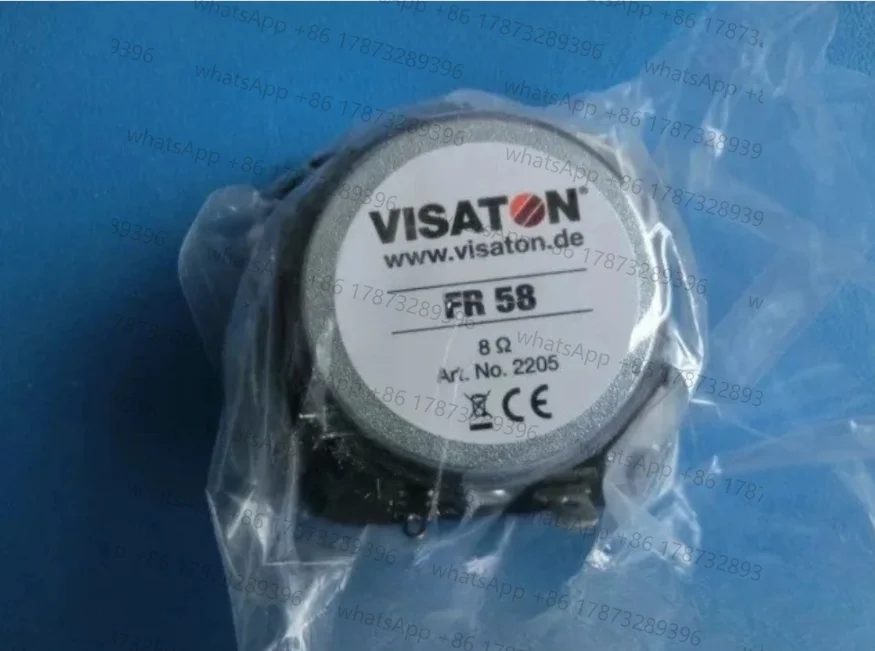 VISATON®
www.visaton.de
FR 58
8 Ω
Art. No. 2205
CE
whatsApp +86 17873289396